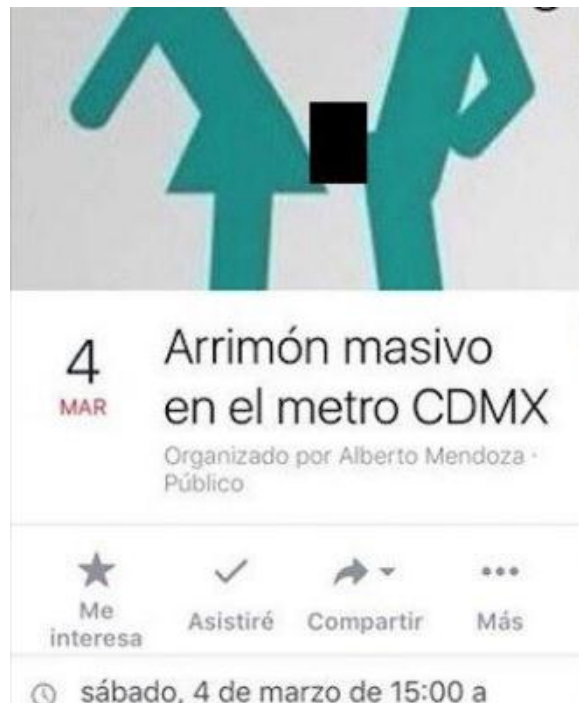 4
MAR
Arrimón masivo
en el metro CDMX
Organizado por Alberto Mendoza ·
Público
Me
interesa
Asistiré
Compartir
Más
sábado, 4 de marzo de 15:00 a